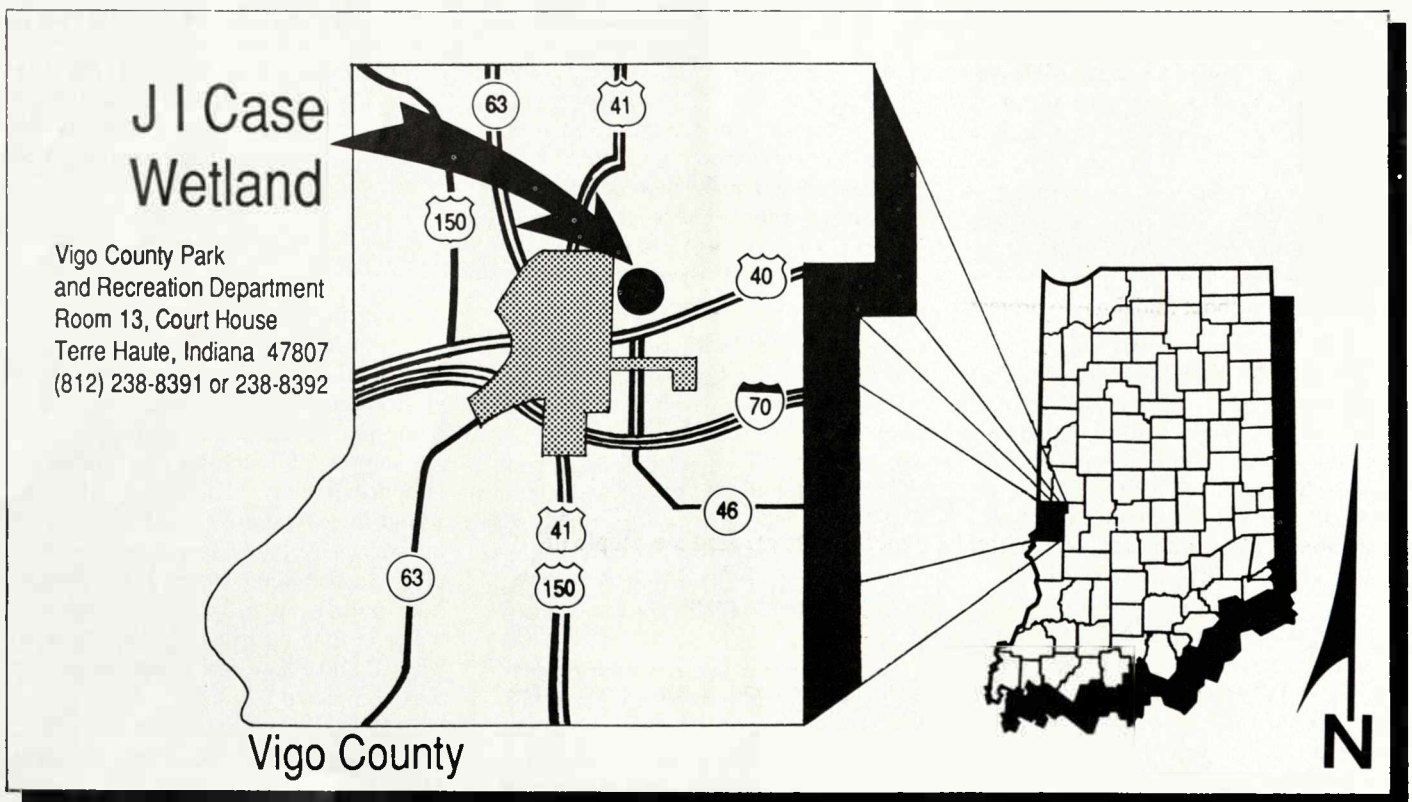 J I Case
Wetland
Vigo County Park
and Recreation Department
Room 13, Court House
Terre Haute, Indiana 47807
(812) 238-8391 or 238-8392
63
41
150
40
70
46
41
63
150
Vigo County
N